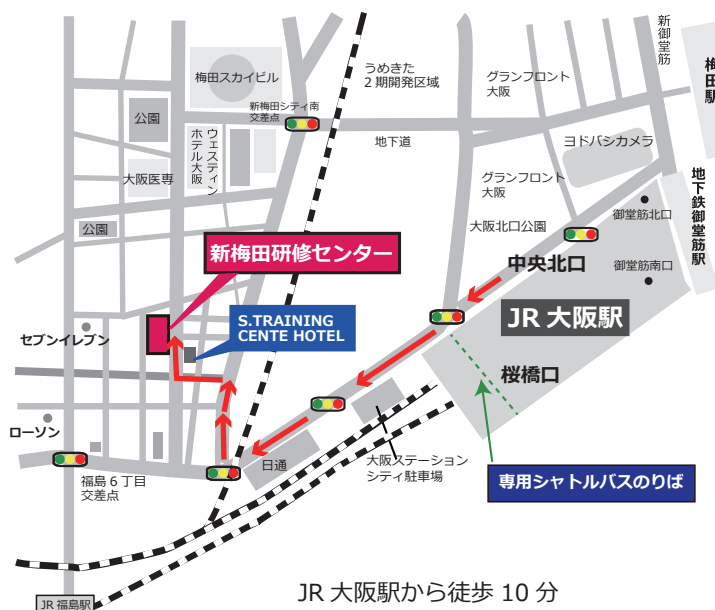 新御堂筋
梅田駅
うめきた
2期開発区域
梅田スカイビル
グランフロント
大阪
新梅田シティ南
交差点
公園
ウェスティン
ホテル大阪
地下道
ヨドバシカメラ
大阪医専
グランフロント
大阪
地下鉄御堂筋駅
御堂筋北口
公園
大阪北口公園
新梅田研修センター
中央北口
御堂筋南口
S.TRAINING
CENTE HOTEL
JR 大阪駅
セブンイレブン
桜橋口
ローソン
日通
大阪ステーション
シティ駐車場
福島6丁目
交差点
専用シャトルバスのりば
JR 福島駅
JR 大阪駅から徒歩 10 分